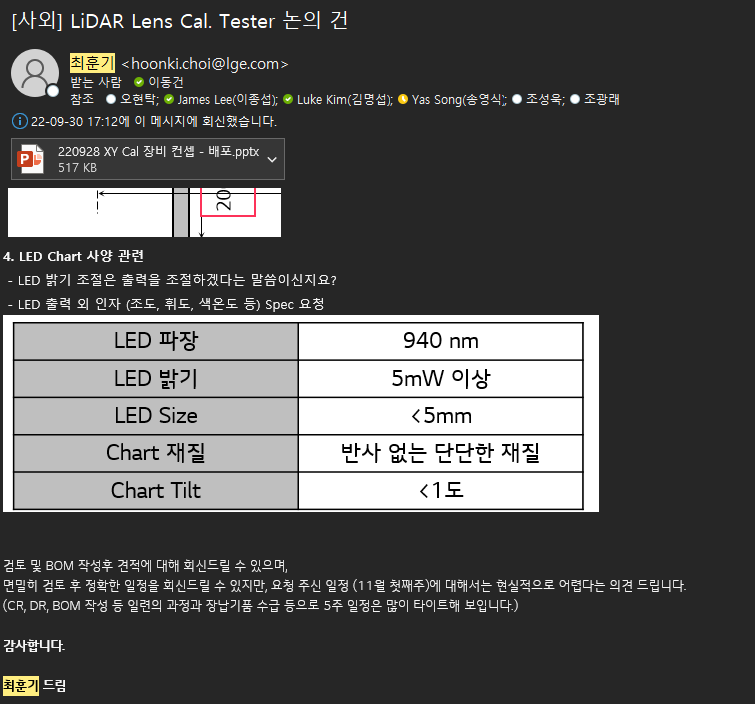 [사외] LiDAR Lens Cal. Tester 논의 건
최훈기 <hoonki.choi@lge.com>
받는 사람 이동건
참조 오현탁; James Lee(이종섭); Luke Kim(김명섭); Yas Song(송영식); 조성욱; 조광래
22-09-30 17:12에 이 메시지에 회신했습니다.
220928 XY Cal 장비 컨셉 - 배포.pptx
517 KB
20
4. LED Chart 사양 관련
- LED 밝기 조절은 출력을 조절하겠다는 말씀이신지요?
- LED 출력 외 인자 (조도, 휘도, 색온도 등) Spec 요청
LED 파장 940 nm
LED 밝기 5mW 이상
LED Size <5mm
Chart 재질 반사 없는 단단한 재질
Chart Tilt <1도
검토 및 BOM 작성후 견적에 대해 회신드릴 수 있으며,
면밀히 검토 후 정확한 일정을 회신드릴 수 있지만, 요청 주신 일정 (11월 첫째주)에 대해서는 현실적으로 어렵다는 의견 드립니다.
(CR, DR, BOM 작성 등 일련의 과정과 장납기품 수급 등으로 5주 일정은 많이 타이트해 보입니다.)
감사합니다.
최훈기 드림